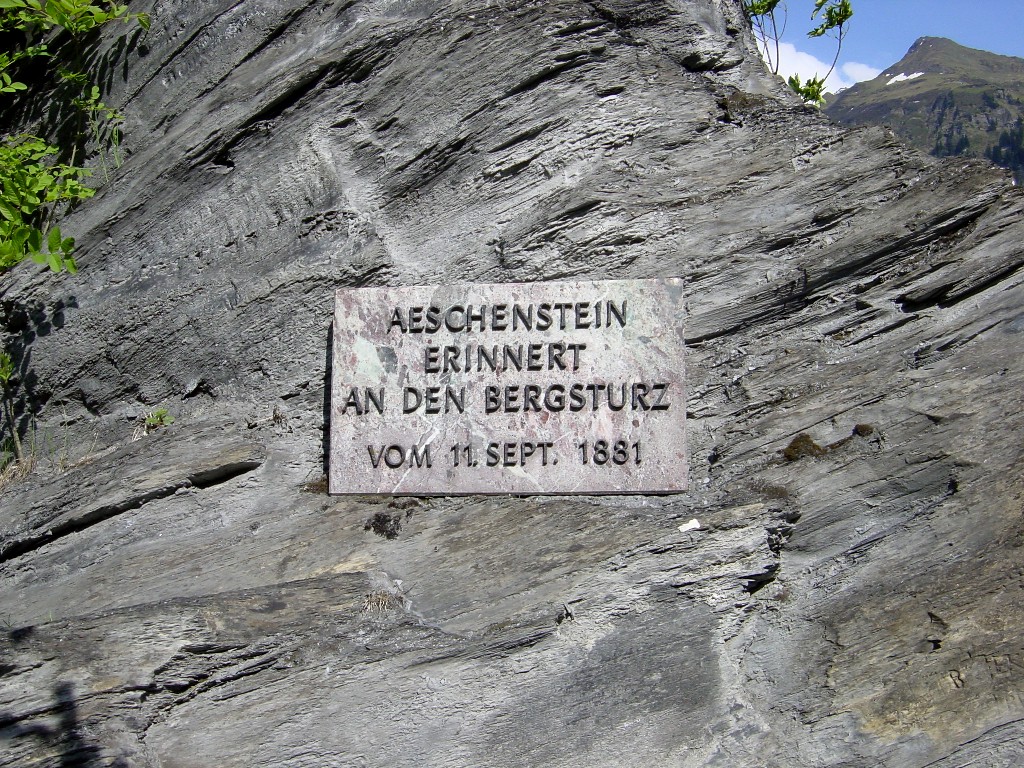 AESCHENSTEIN
ERINNERT
AN DEN BERGSTURZ
VOM 11. SEPT. 1881